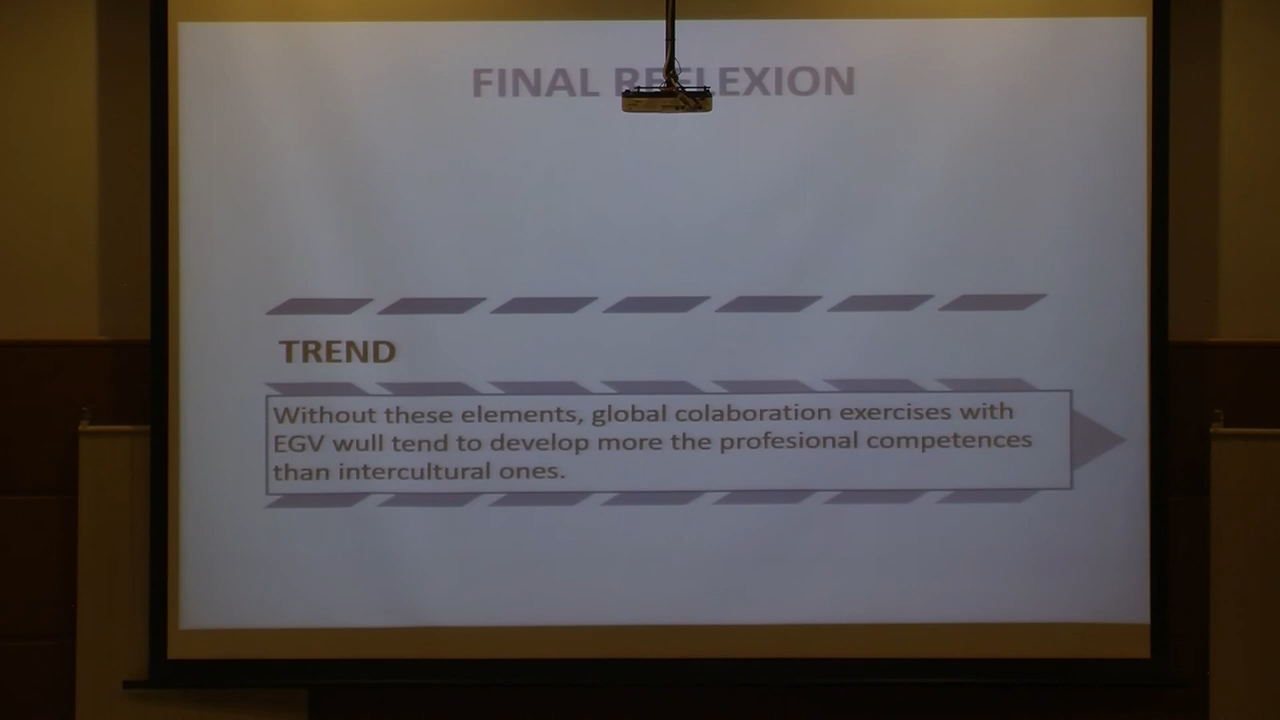 FINAL REFLEXION
TREND
Without these elements, global colaboration exercises with
EGV wull tend to develop more the profesional competences
than intercultural ones.